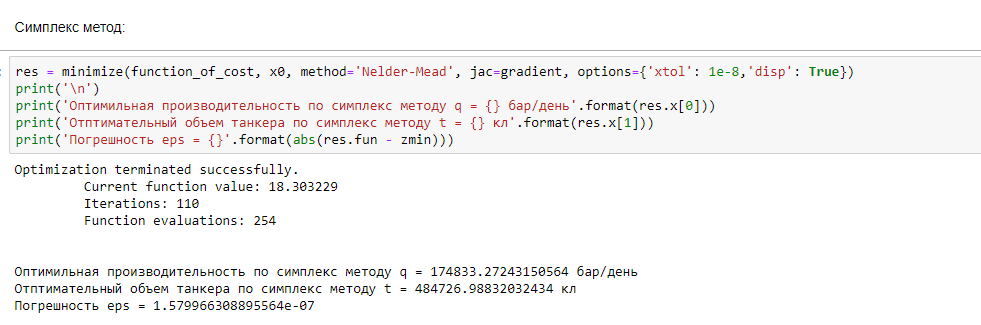 Симплекс метод:
res = minimize(function_of_cost, x0, method='Nelder-Mead', jac=gradient, options={'xtol': 1e-8,'disp': True})
print('\n')
print('Оптимильная производительность по симплекс методу q = {} бар/день'.format(res.x[0]))
print('Отптимательный объем танкера по симплекс методу t = {} кл'.format(res.x[1]))
print('Погрешность eps = {}'.format(abs(res.fun - zmin)))
Optimization terminated successfully.
Current function value: 18.303229
Iterations: 110
Function evaluations: 254
Оптимильная производительность по симплекс методу q = 174833.27243150564 бар/день
Отптимательный объем танкера по симплекс методу t = 484726.98832032434 кл
Погрешность eps = 1.579966308895564e-07